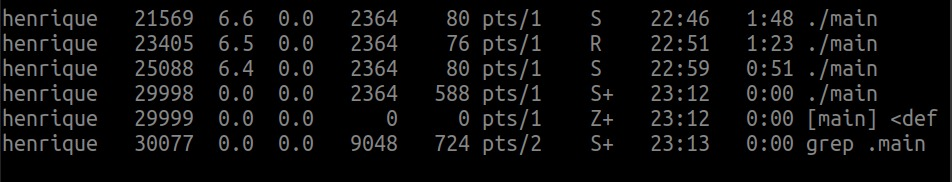 henrique 21569 6.6 0.0 2364 80 pts/1 S 22:46 1:48 ./main
henrique 23405 6.5 0.0 2364 76 pts/1 R 22:51 1:23 ./main
henrique 25088 6.4 0.0 2364 80 pts/1 S 22:59 0:51 ./main
henrique 29998 0.0 0.0 2364 588 pts/1 S+ 23:12 0:00 ./main
henrique 29999 0.0 0.0 0 0 pts/1 Z+ 23:12 0:00 [main] <def
henrique 30077 0.0 0.0 9048 724 pts/2 S+ 23:13 0:00 grep .main